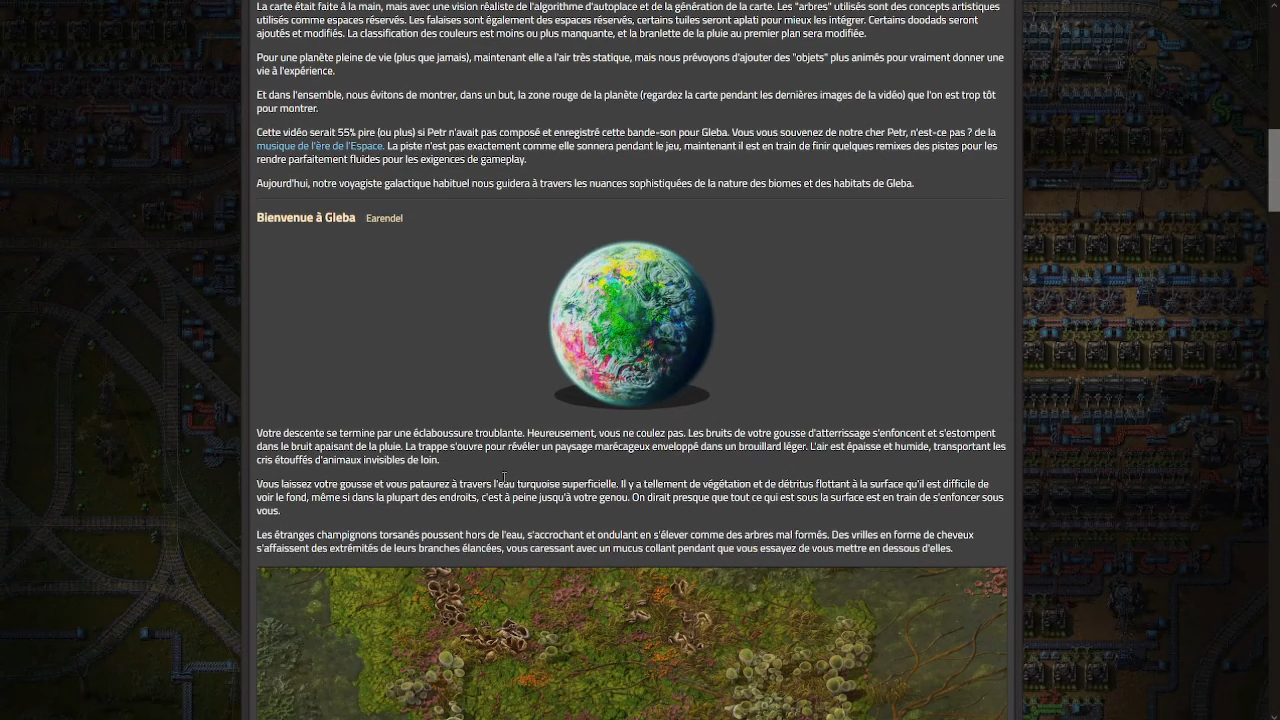 La carte était faite à la main, mais avec une vision réaliste de l'algorithme d'autoplace et de la génération de la carte. Les "arbres" utilisés sont des concepts artistiques
utilisés comme espaces réservés. Les falaises sont également des espaces réservés, certains tuiles seront aplati pour mieux les intégrer. Certains doodads seront
ajoutés et modifiés. Le classification des couleurs est moins ou plus manquante, et la branlette de la pluie au premier plan sera modifiée.
Pour une planète pleine de vie (plus que jamais), maintenant elle a l'air très statique, mais nous prévoyons d'ajouter des "objets" plus animés pour vraiment donner une
vie à l'expérience.
Et dans l'ensemble, nous évitons de montrer, dans un but, la zone rouge de la planète (regardez la carte pendant les dernières images de la vidéo) que l'on est trop tôt
pour montrer.
Cette vidéo serait 55% pire (ou plus) si Petr n'avait pas composé et enregistré cette bande-son pour Gleba. Vous vous souvenez de notre cher Petr, n'est-ce pas ? de la
musique de l'ère de l'Espace. La piste n'est pas exactement comme elle sonnera pendant le jeu, maintenant il est en train de finir quelques remixes des pistes pour les
rendre parfaitement fluides pour les exigences de gameplay.
Aujourd'hui, notre voyagiste galactique habituel nous guidera à travers les nuances sophistiquées de la nature des biomes et des habitats de Gleba.
Bienvenue à Gleba Earendel
Votre descente se termine par une éclaboussure troublante. Heureusement, vous ne coulez pas. Les bruits de votre gousse d'atterrissage s'enfoncent et s'estompent
dans le bruit apaisant de la pluie. La trappe s'ouvre pour révéler un paysage marécageux enveloppé dans un brouillard léger. L'air est épaisse et humide, transportant les
cris étouffés d'animaux invisibles de loin.
Vous laissez votre gousse et vous pataurez à travers l'eau turquoise superficielle. Il y a tellement de végétation et de détritus flottant à la surface qu'il est difficile de
voir le fond, même si dans la plupart des endroits, c'est à peine jusqu'à votre genou. On dirait presque que tout ce qui est sous la surface est en train de s'enfoncer sous
vous.
Les étranges champignons torsanés poussent hors de l'eau, s'accrochant et ondulant en s'élever comme des arbres mal formés. Des vrilles en forme de cheveux
s'affaissent des extrémités de leurs branches élancées, vous caressant avec un mucus collant pendant que vous essayez de vous mettre en dessous d'elles.